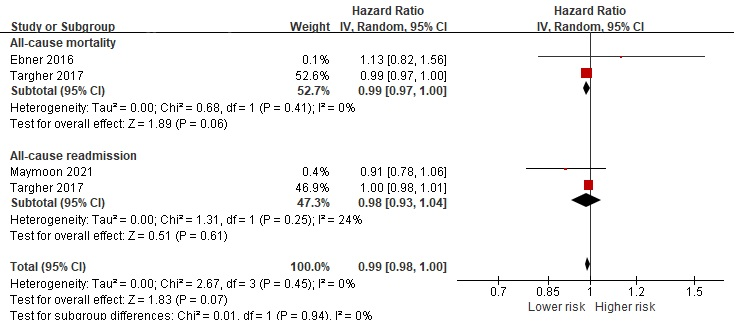 Hazard Ratio Hazard Ratio
Study or Subgroup Weight IV, Random, 95% CI IV, Random, 95% CI
All-cause mortality
Ebner 2016 0.1% 1.13 [0.82, 1.56]
Targher 2017 52.6% 0.99 [0.97, 1.00]
Subtotal (95% CI) 52.7% 0.99 [0.97, 1.00]
Heterogeneity: Tau² = 0.00; Chi² = 0.68, df = 1 (P = 0.41); I² = 0%
Test for overall effect: Z = 1.89 (P = 0.06)
All-cause readmission
Maymoon 2021 0.4% 0.91 [0.78, 1.06]
Targher 2017 46.9% 1.00 [0.98, 1.01]
Subtotal (95% CI) 47.3% 0.98 [0.93, 1.04]
Heterogeneity: Tau² = 0.00; Chi² = 1.31, df = 1 (P = 0.25); I² = 24%
Test for overall effect: Z = 0.51 (P = 0.61)
Total (95% CI) 100.0% 0.99 [0.98, 1.00]
Heterogeneity: Tau² = 0.00; Chi² = 2.67, df = 3 (P = 0.45); I² = 0%
Test for overall effect: Z = 1.83 (P = 0.07)
Test for subgroup differences: Chi² = 0.01, df = 1 (P = 0.94), I² = 0%
0.7 0.85 1 1.2 1.5
Lower risk Higher risk